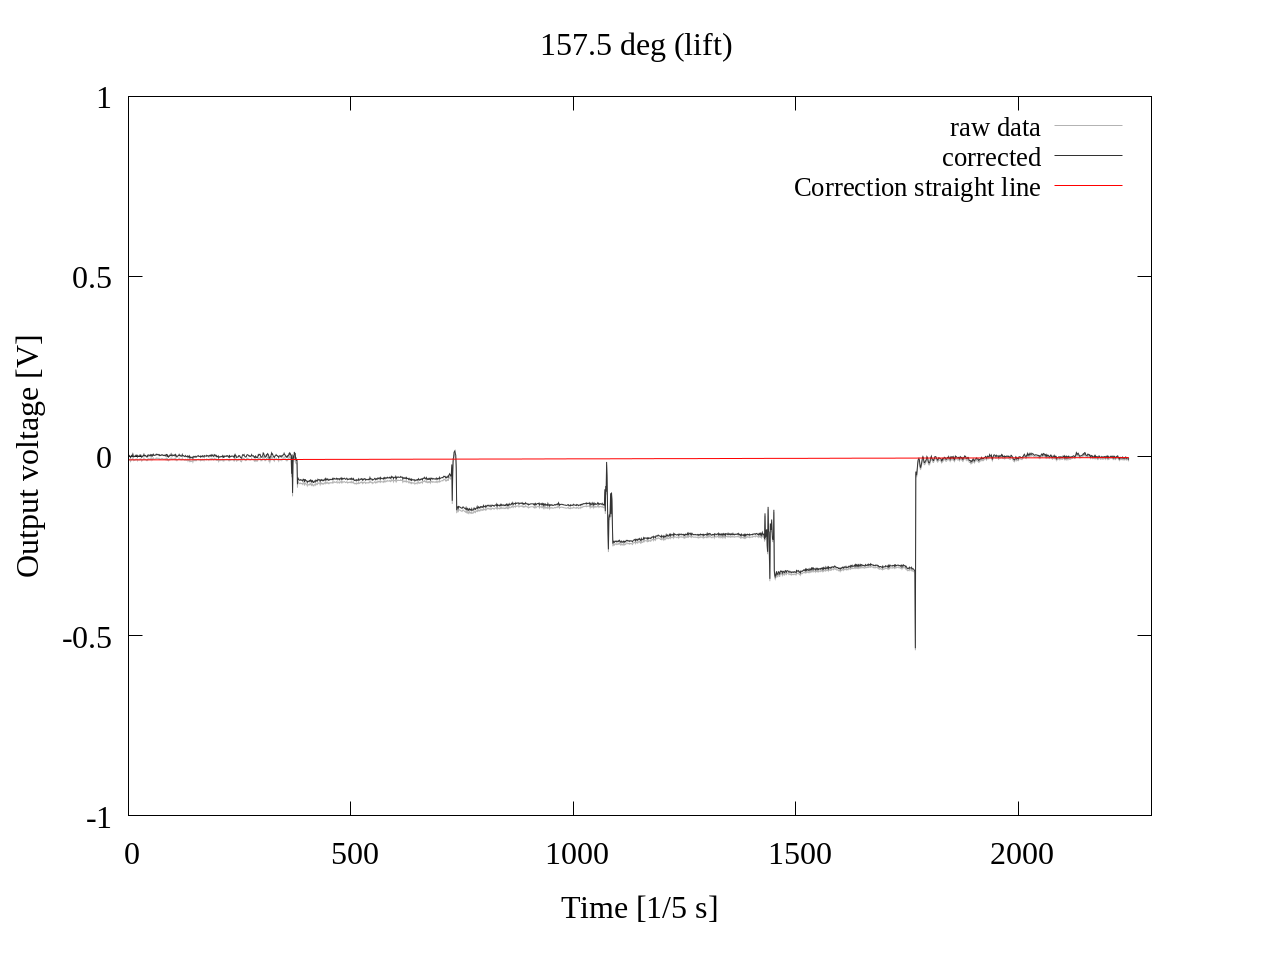 157.5 deg (lift)
1
raw data
corrected
Correction straight line
0.5
0
-0.5
-1
Output voltage [V]
0 500 1000 1500 2000
Time [1/5 s]